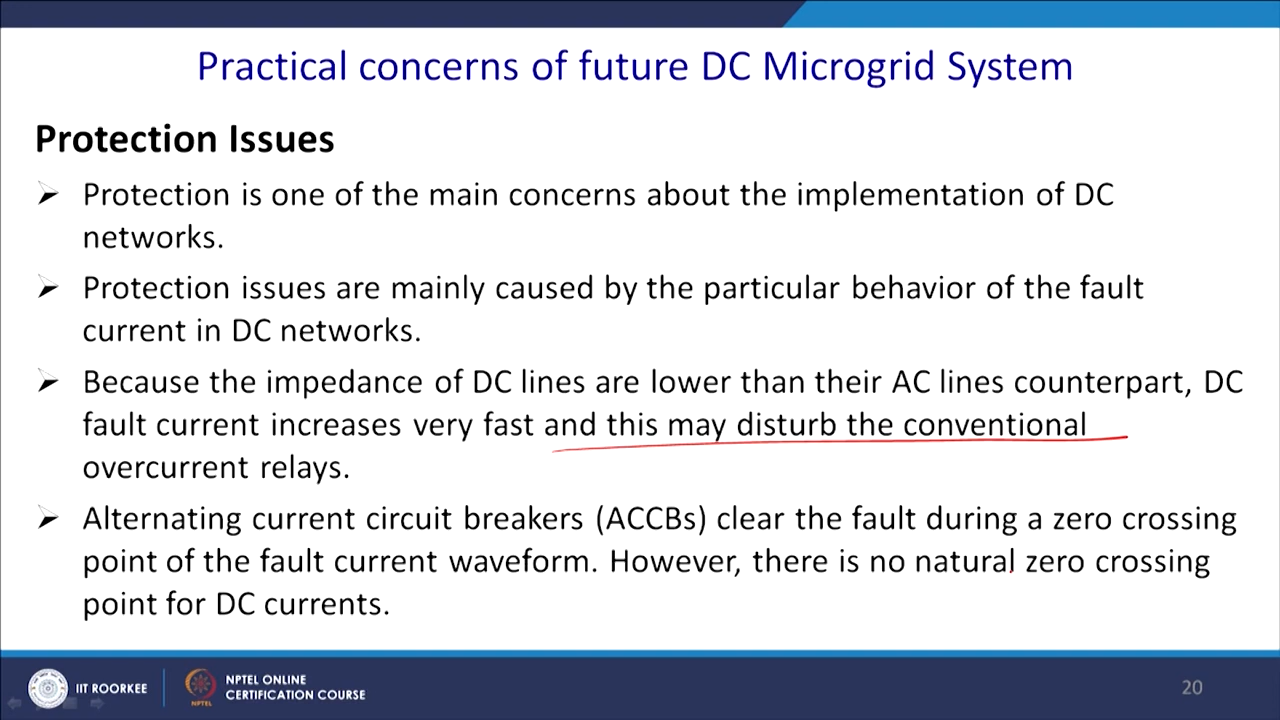 Practical concerns of future DC Microgrid System
Protection Issues
Protection is one of the main concerns about the implementation of DC
networks.
Protection issues are mainly caused by the particular behavior of the fault
current in DC networks.
Because the impedance of DC lines are lower than their AC lines counterpart, DC
fault current increases very fast and this may disturb the conventional
overcurrent relays.
Alternating current circuit breakers (ACCBs) clear the fault during a zero crossing
point of the fault current waveform. However, there is no natural zero crossing
point for DC currents.
IIT ROORKEE
NPTEL
NPTEL ONLINE
CERTIFICATION COURSE
20